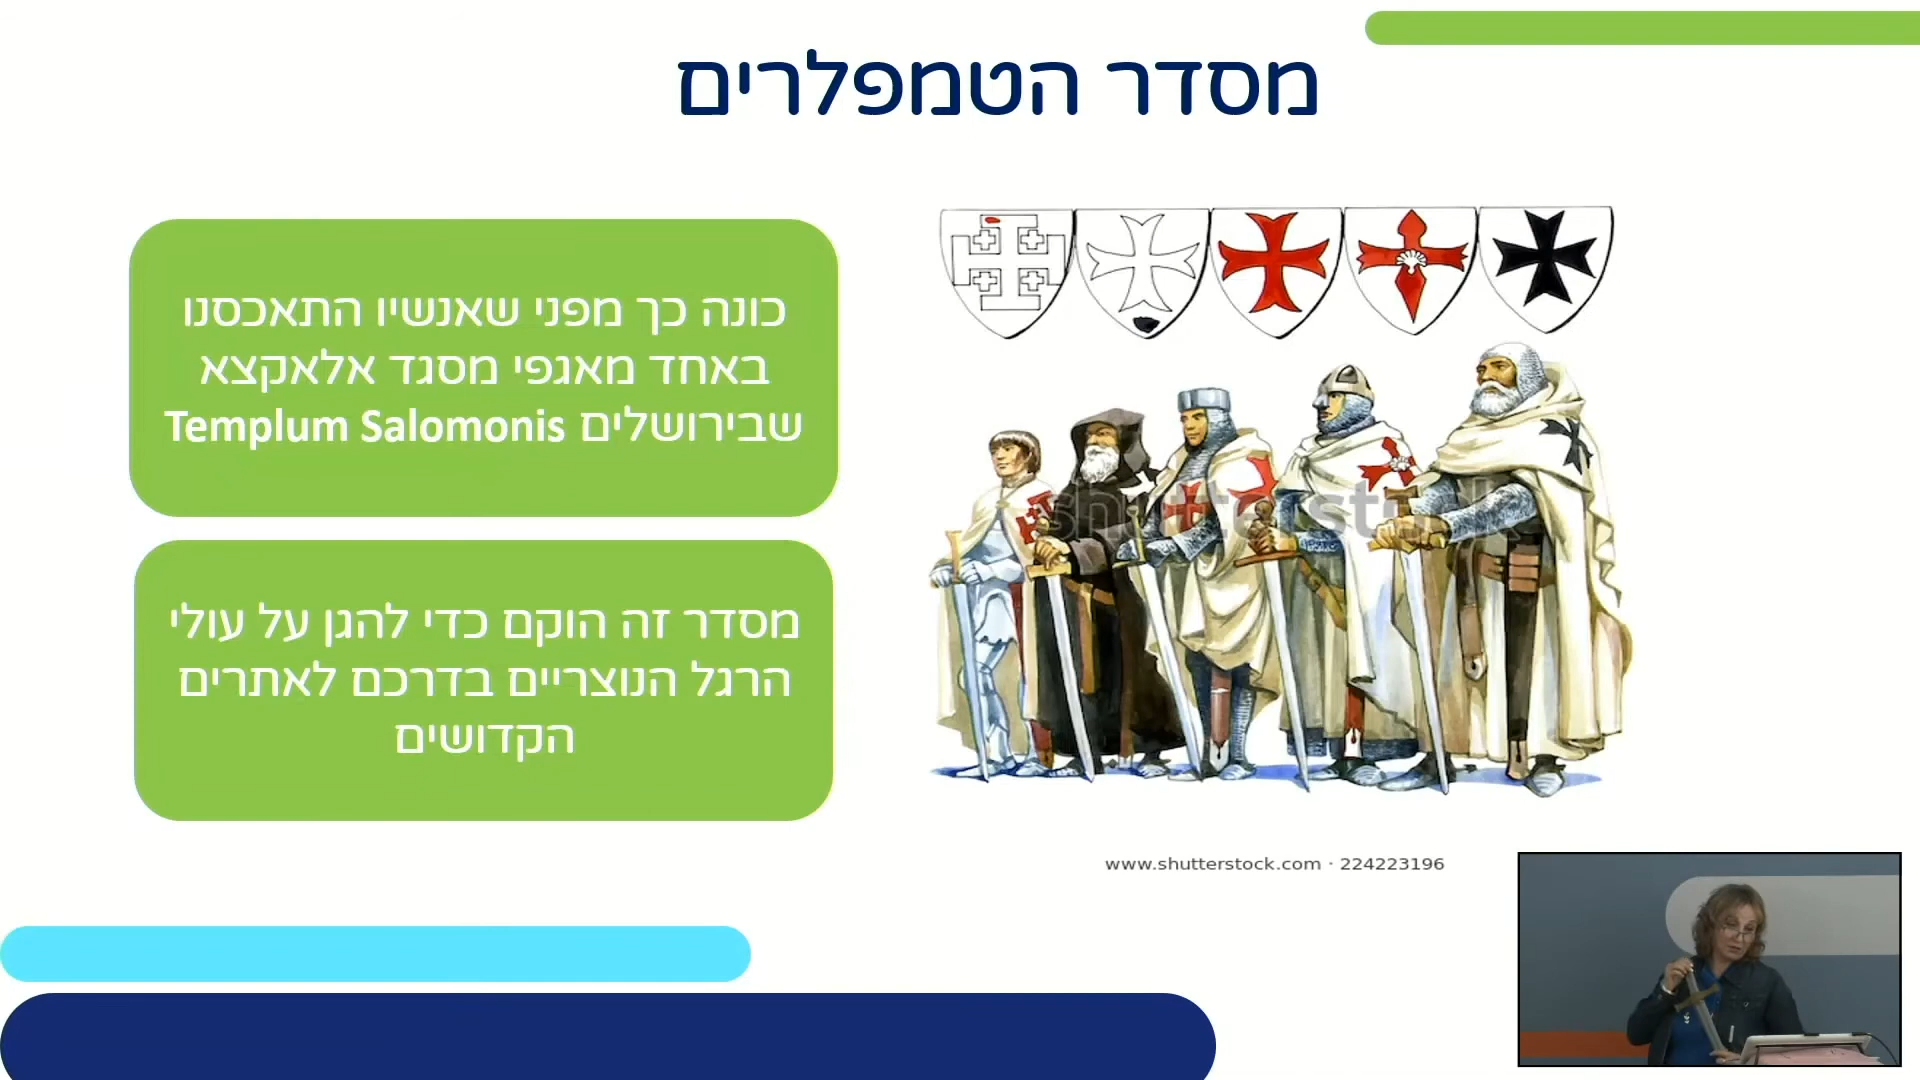 מסדר הטמפלרים
כונה כך מפני שאנשיו התאכסנו
באחד מאגפי מסגד אלאקצא
שבירושלים Templum Salomonis
מסדר זה הוקם כדי להגן על עולי
הרגל הנוצריים בדרכם לאתרים
הקדושים
shutterstock
www.shutterstock.com · 224223196